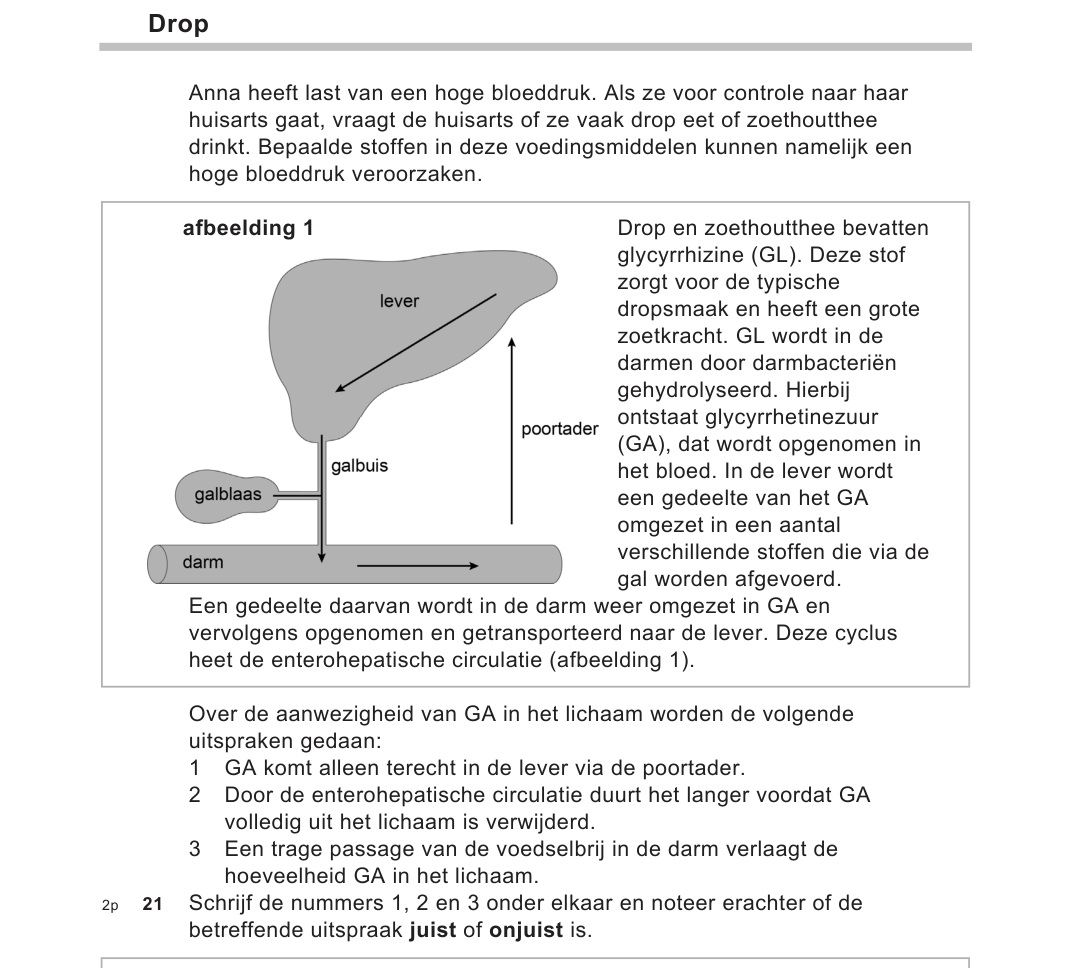 Drop
Anna heeft last van een hoge bloeddruk. Als ze voor controle naar haar
huisarts gaat, vraagt de huisarts of ze vaak drop eet of zoethoutthee
drinkt. Bepaalde stoffen in deze voedingsmiddelen kunnen namelijk een
hoge bloeddruk veroorzaken.
afbeelding 1
lever
poortader
galbuis
galblaas
darm
Drop en zoethoutthee bevatten
glycyrrhizine (GL). Deze stof
zorgt voor de typische
dropsmaak en heeft een grote
zoetkracht. GL wordt in de
darmen door darmbacteriën
gehydrolyseerd. Hierbij
ontstaat glycyrrhetinezuur
(GA), dat wordt opgenomen in
het bloed. In de lever wordt
een gedeelte van het GA
omgezet in een aantal
verschillende stoffen die via de
gal worden afgevoerd.
Een gedeelte daarvan wordt in de darm weer omgezet in GA en
vervolgens opgenomen en getransporteerd naar de lever. Deze cyclus
heet de enterohepatische circulatie (afbeelding 1).
Over de aanwezigheid van GA in het lichaam worden de volgende
uitspraken gedaan:
1 GA komt alleen terecht in de lever via de poortader.
2 Door de enterohepatische circulatie duurt het langer voordat GA
volledig uit het lichaam is verwijderd.
3 Een trage passage van de voedselbrij in de darm verlaagt de
hoeveelheid GA in het lichaam.
2p 21 Schrijf de nummers 1, 2 en 3 onder elkaar en noteer erachter of de
betreffende uitspraak juist of onjuist is.